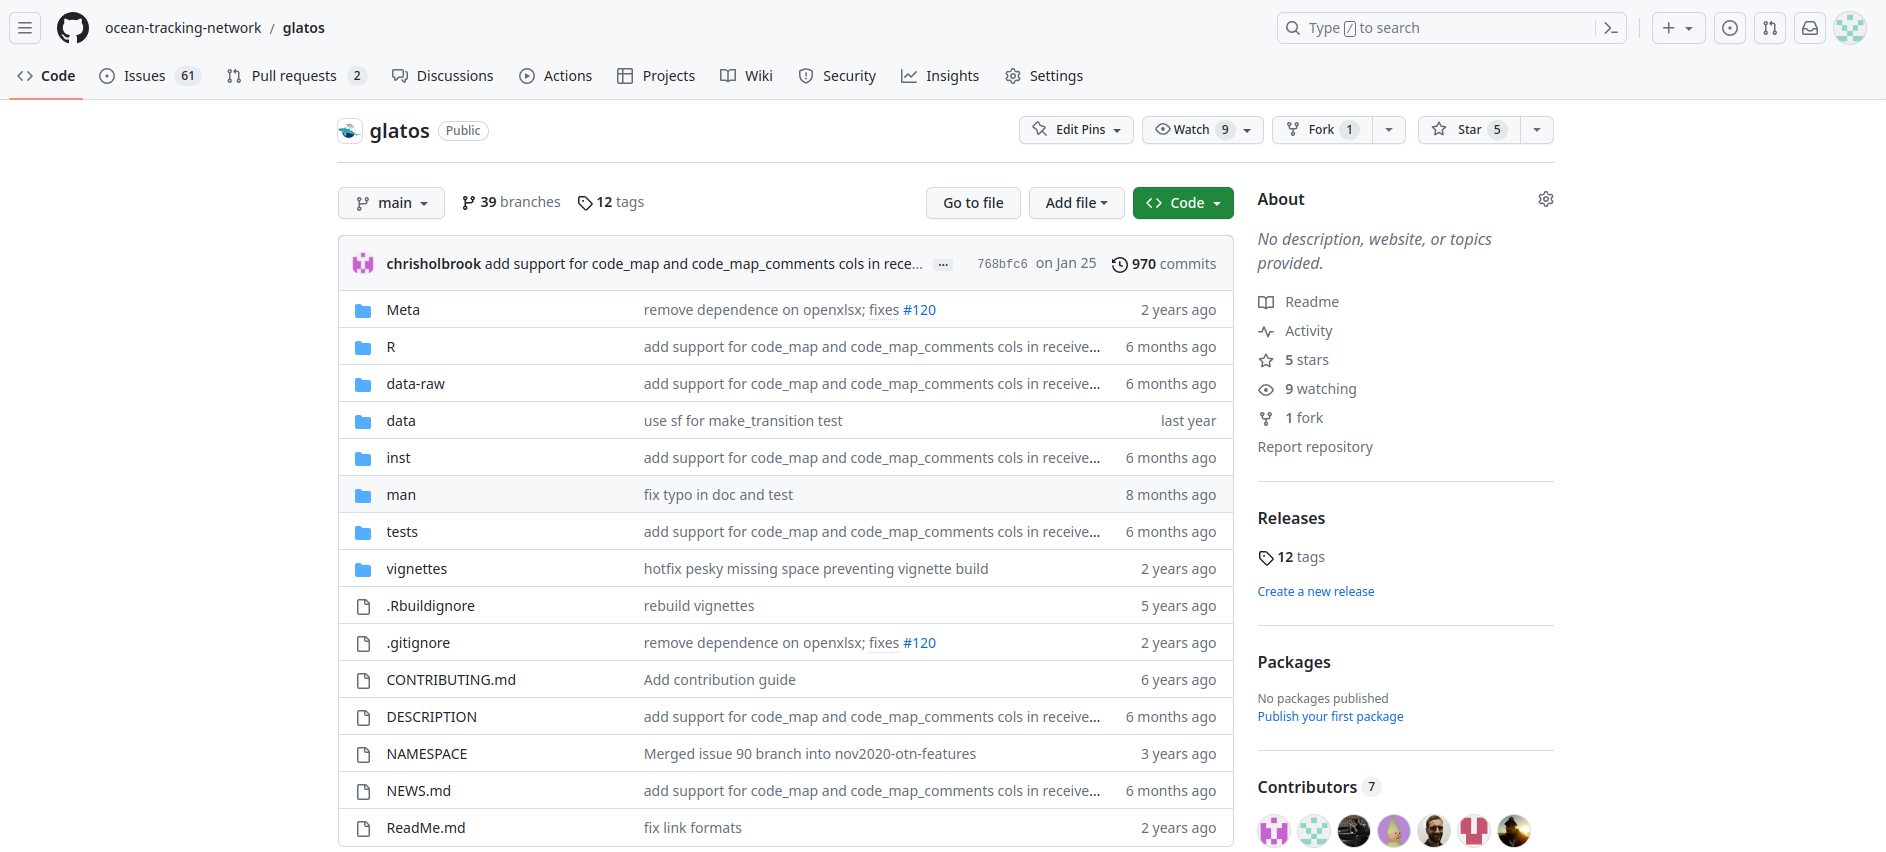 ocean-tracking-network / glatos
Type / to search
Code Issues 61 Pull requests 2 Discussions Actions Projects Wiki Security Insights Settings
glatos Public
Edit Pins Watch 9 Fork 1 Star 5
main 39 branches 12 tags Go to file Add file Code
chrisholbrook add support for code_map and code_map_comments cols in rece... ... 768bfc6 on Jan 25 970 commits
Meta remove dependence on openxlsx; fixes #120 2 years ago
R add support for code_map and code_map_comments cols in receive... 6 months ago
data-raw add support for code_map and code_map_comments cols in receive... 6 months ago
data use sf for make_transition test last year
inst add support for code_map and code_map_comments cols in receive... 6 months ago
man fix typo in doc and test 8 months ago
tests add support for code_map and code_map_comments cols in receive... 6 months ago
vignettes hotfix pesky missing space preventing vignette build 2 years ago
.Rbuildignore rebuild vignettes 5 years ago
.gitignore remove dependence on openxlsx; fixes #120 2 years ago
CONTRIBUTING.md Add contribution guide 6 years ago
DESCRIPTION add support for code_map and code_map_comments cols in receive... 6 months ago
NAMESPACE Merged issue 90 branch into nov2020-otn-features 3 years ago
NEWS.md add support for code_map and code_map_comments cols in receive... 6 months ago
ReadMe.md fix link formats 2 years ago
About
No description, website, or topics
provided.
Readme
Activity
5 stars
9 watching
1 fork
Report repository
Releases
12 tags
Create a new release
Packages
No packages published
Publish your first package
Contributors 7